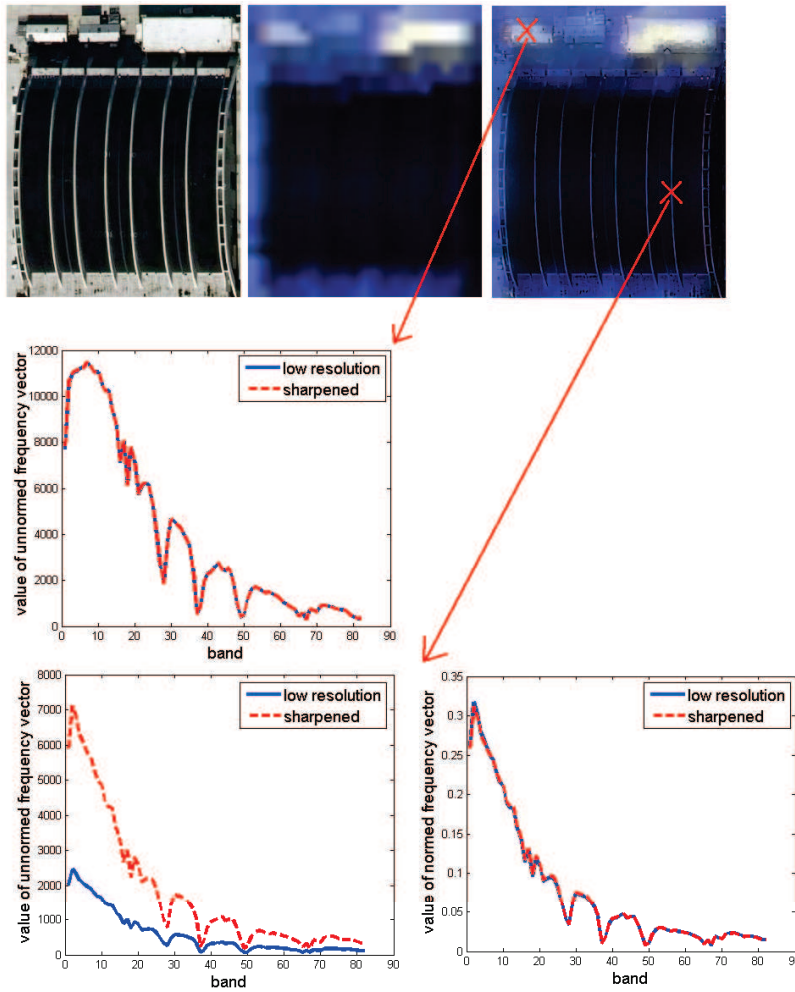 12000
10000
8000
6000
4000
2000
0
value of unnormed frequency vector
low resolution
sharpened
0 10 20 30 40 50 60 70 80 90
band
8000
7000
6000
5000
4000
3000
2000
1000
0
value of unnormed frequency vector
low resolution
sharpened
0 10 20 30 40 50 60 70 80 90
band
0.35
0.3
0.25
0.2
0.15
0.1
0.05
0
value of normed frequency vector
low resolution
sharpened
0 10 20 30 40 50 60 70 80 90
band